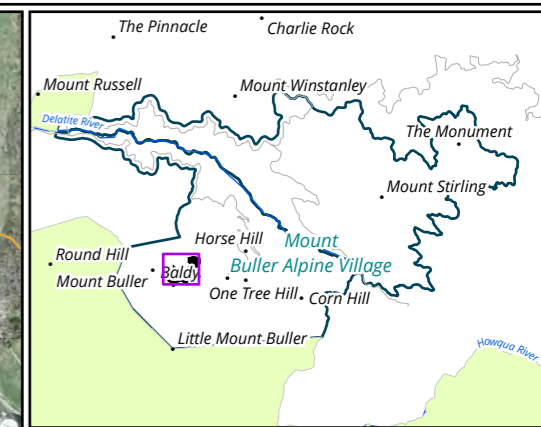 The Pinnacle
Charlie Rock
Mount Russell
Mount Winstanley
Delatite River
The Monument
Mount Stirling
Horse Hill
Mount
Buller Alpine Village
Round Hill
Mount Buller
Baldy
One Tree Hill
Corn Hill
Little Mount Buller
Howqua River